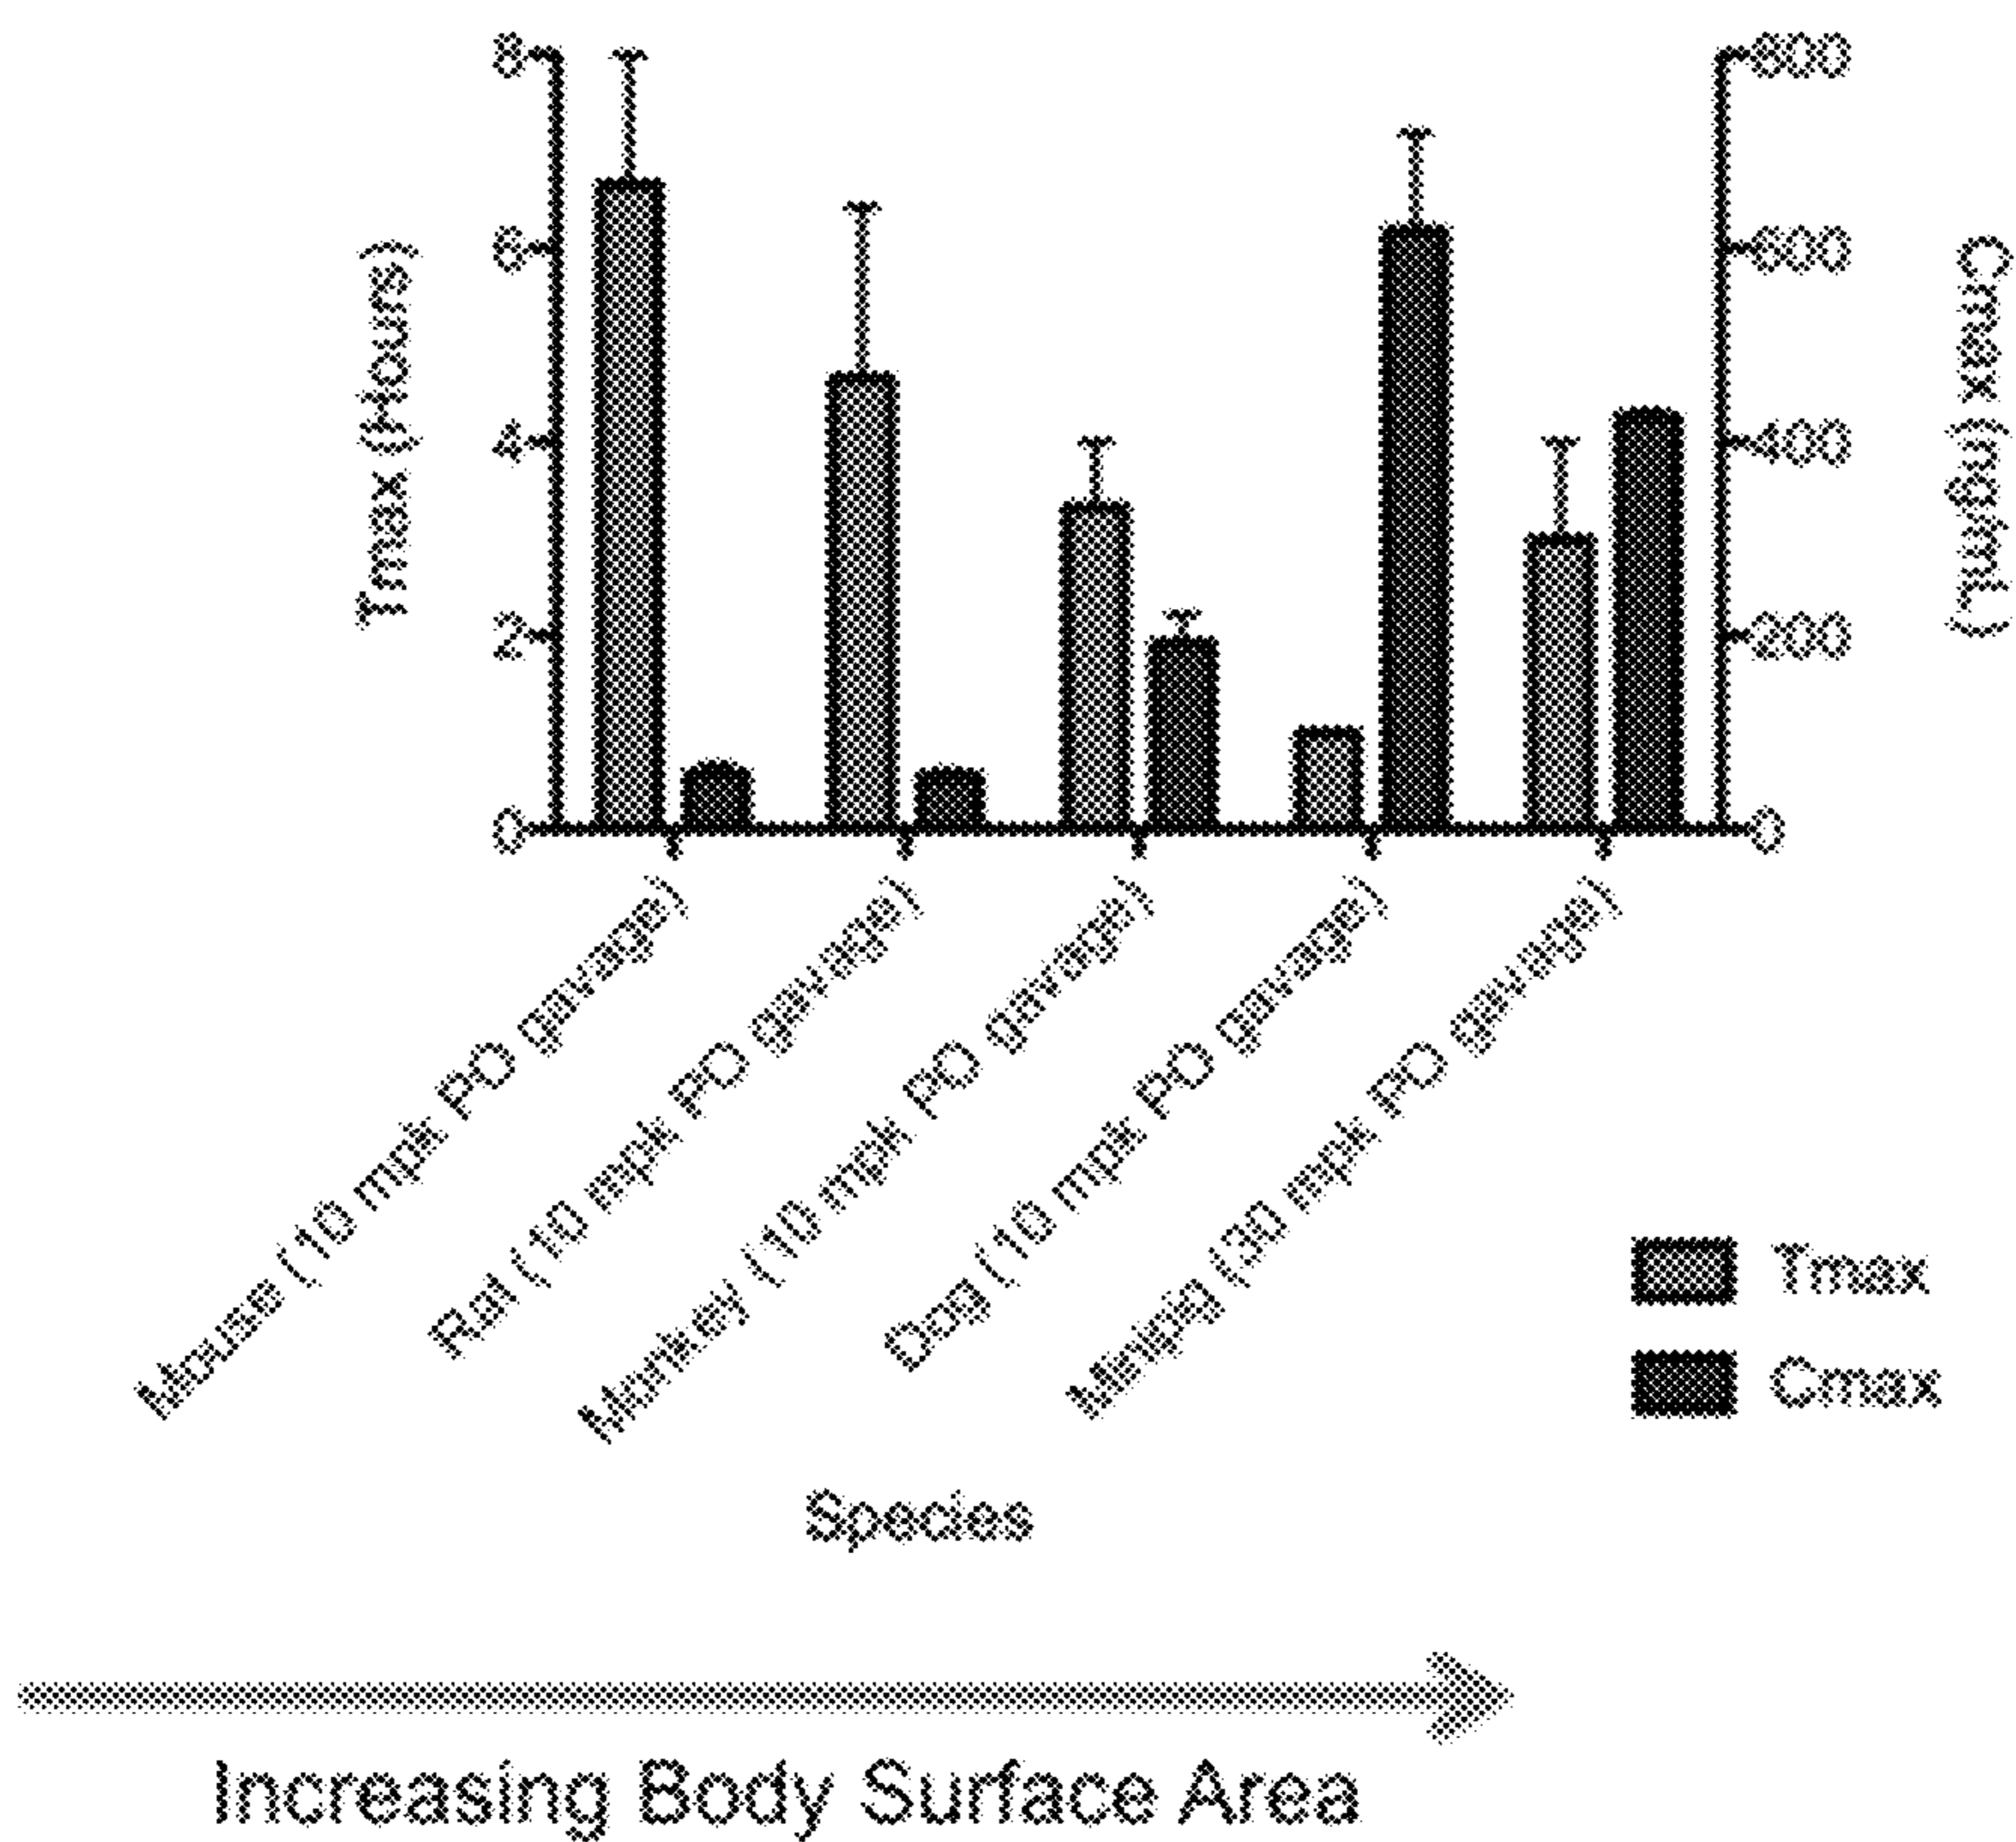 Tmax (Hours)
8
6
4
2
0
800
600
400
200
0
Cmax (ng/mL)
Mouse (10 mpk PO gavage)
Rat (10 mpk PO gavage)
Monkey (10 mpk PO gavage)
Dog (10 mpk PO gavage)
Minipig (30 mpk PO gavage)
Tmax
Cmax
Species
Increasing Body Surface Area